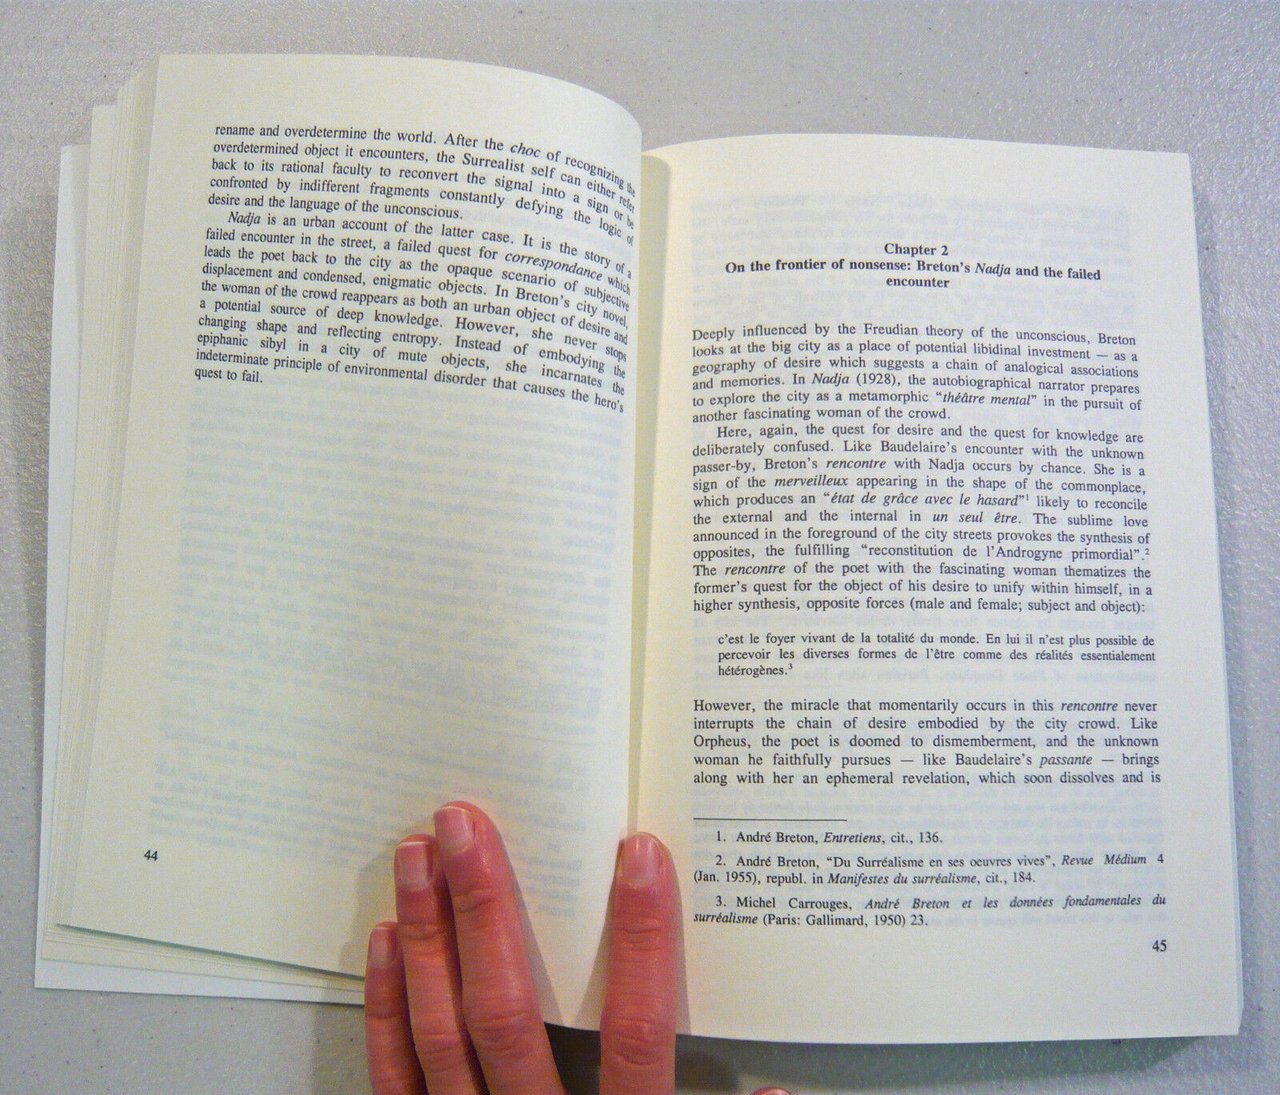 rename and overdetermine the world. After the choc of recognizing the
overdetermined object it encounters, the Surrealist self can either refer
back to its rational faculty to reconvert the signal into a sign or be
confronted by indifferent fragments constantly defying the logic of
desire and the language of the unconscious.
Nadja is an urban account of the latter case. It is the story of a
failed encounter in the street, a failed quest for correspondance which
leads the poet back to the city as the opaque scenario of subjective
displacement and condensed, enigmatic objects. In Breton's city novel,
the woman of the crowd reappears as both an urban object of desire and
a potential source of deep knowledge. However, she never stops
changing shape and reflecting entropy. Instead of embodying the
epiphanic sibyl in a city of mute objects, she incarnates the
indeterminate principle of environmental disorder that causes the hero's
quest to fail.
44
Chapter 2
On the frontier of nonsense: Breton's Nadja and the failed
encounter
Deeply influenced by the Freudian theory of the unconscious, Breton
looks at the big city as a place of potential libidinal investment — as a
geography of desire which suggests a chain of analogical associations
and memories. In Nadja (1928), the autobiographical narrator prepares
to explore the city as a metamorphic “théâtre mental” in the pursuit of
another fascinating woman of the crowd.
Here, again, the quest for desire and the quest for knowledge are
deliberately confused. Like Baudelaire's encounter with the unknown
passer-by, Breton's rencontre with Nadja occurs by chance. She is a
sign of the merveilleux appearing in the shape of the commonplace,
which produces an “état de grâce avec le hasard”¹ likely to reconcile
the external and the internal in un seul être. The sublime love
announced in the foreground of the city streets provokes the synthesis of
opposites, the fulfilling “reconstitution de l'Androgyne primordial”.²
The rencontre of the poet with the fascinating woman thematizes the
former's quest for the object of his desire to unify within himself, in a
higher synthesis, opposite forces (male and female; subject and object):
c'est le foyer vivant de la totalité du monde. En lui il n'est plus possible de
percevoir les diverses formes de l'être comme des réalités essentialement
hétérogènes.³
However, the miracle that momentarily occurs in this rencontre never
interrupts the chain of desire embodied by the city crowd. Like
Orpheus, the poet is doomed to dismemberment, and the unknown
woman he faithfully pursues — like Baudelaire's passante — brings
along with her an ephemeral revelation, which soon dissolves and is
1. André Breton, Entretiens, cit., 136.
2. André Breton, “Du Surréalisme en ses oeuvres vives”, Revue Médium 4
(Jan. 1955), republ. in Manifestes du surréalisme, cit., 184.
3. Michel Carrouges, André Breton et les données fondamentales du
surréalisme (Paris: Gallimard, 1950) 23.
45